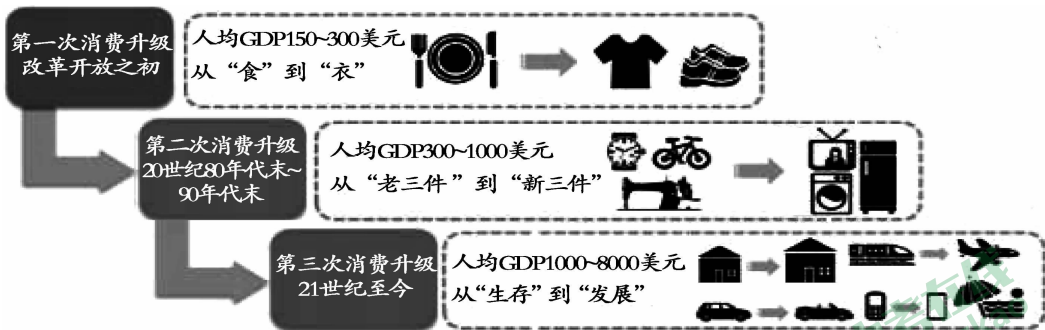 第一次消费升级
改革开放之初
人均GDP150~300美元
从“食”到“衣”
第二次消费升级
20世纪80年代末~
90年代末
人均GDP300~1000美元
从“老三件”到“新三件”
第三次消费升级
21世纪至今
人均GDP1000~8000美元
从“生存”到“发展”